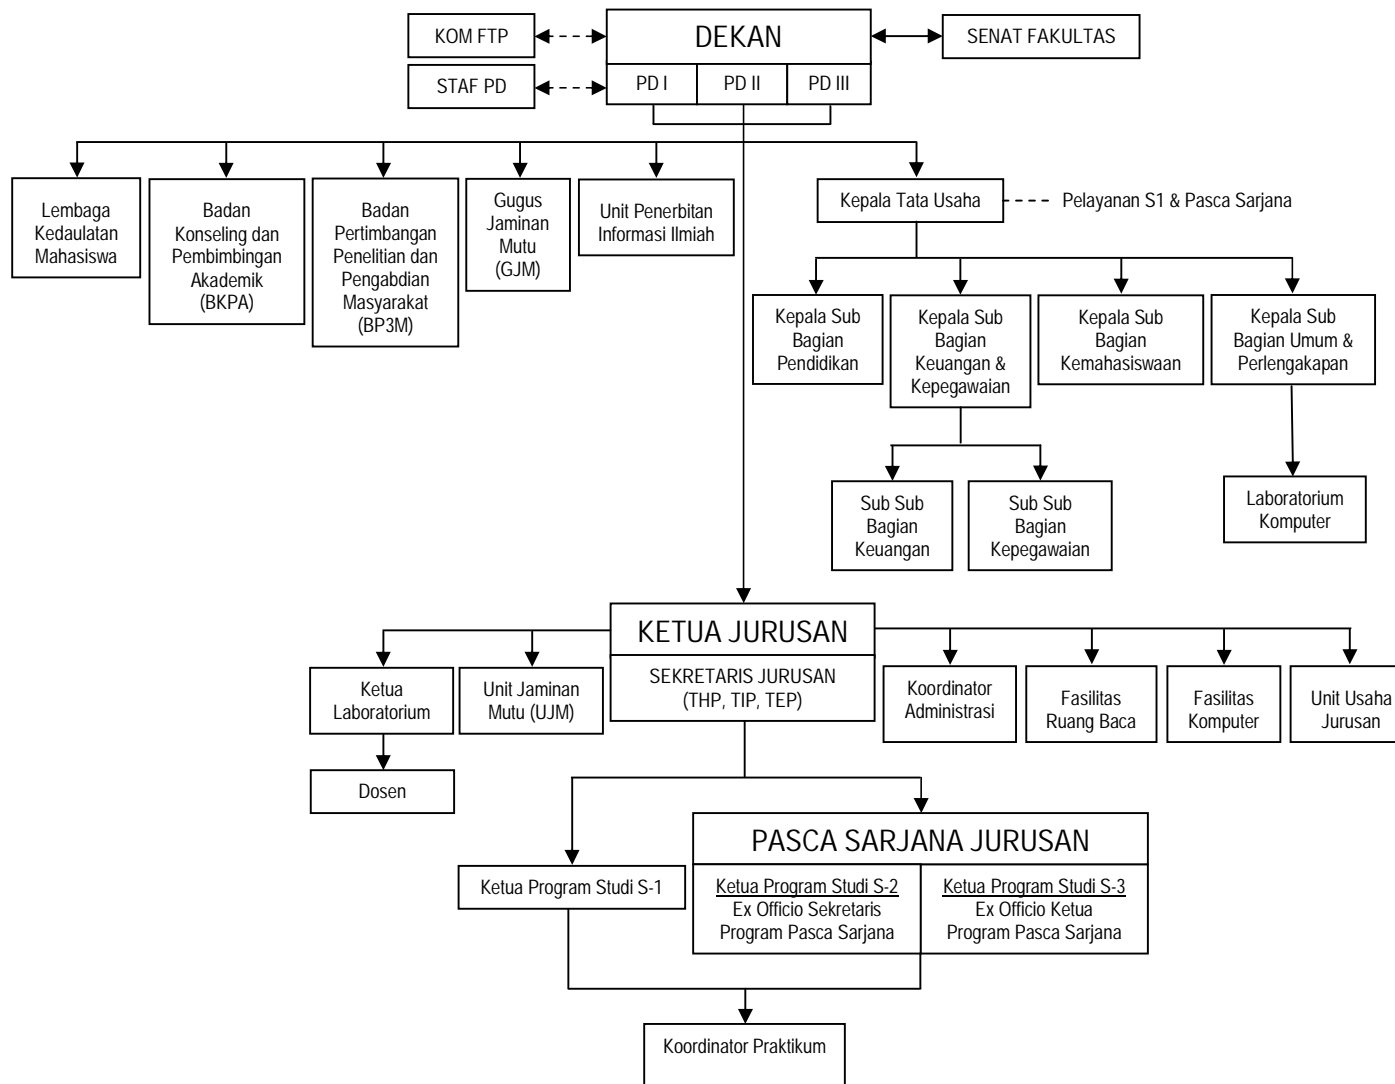 KOM FTP
DEKAN
SENAT FAKULTAS
STAF PD
PD I
PD II
PD III
Lembaga
Kedaulatan
Mahasiswa
Badan
Konseling dan
Pembimbingan
Akademik
(BKPA)
Badan
Pertimbangan
Penelitian dan
Pengabdian
Masyarakat
(BP3M)
Gugus
Jaminan
Mutu
(GJM)
Unit Penerbitan
Informasi Ilmiah
Kepala Tata Usaha
Pelayanan S1 & Pasca Sarjana
Kepala Sub
Bagian
Pendidikan
Kepala Sub
Bagian
Keuangan &
Kepegawaian
Kepala Sub
Bagian
Kemahasiswaan
Kepala Sub
Bagian Umum &
Perlengakapan
Sub Sub
Bagian
Keuangan
Sub Sub
Bagian
Kepegawaian
Laboratorium
Komputer
KETUA JURUSAN
SEKRETARIS JURUSAN
(THP, TIP, TEP)
Ketua
Laboratorium
Unit Jaminan
Mutu (UJM)
Koordinator
Administrasi
Fasilitas
Ruang Baca
Fasilitas
Komputer
Unit Usaha
Jurusan
Dosen
Ketua Program Studi S-1
PASCA SARJANA JURUSAN
Ketua Program Studi S-2
Ex Officio Sekretaris
Program Pasca Sarjana
Ketua Program Studi S-3
Ex Officio Ketua
Program Pasca Sarjana
Koordinator Praktikum